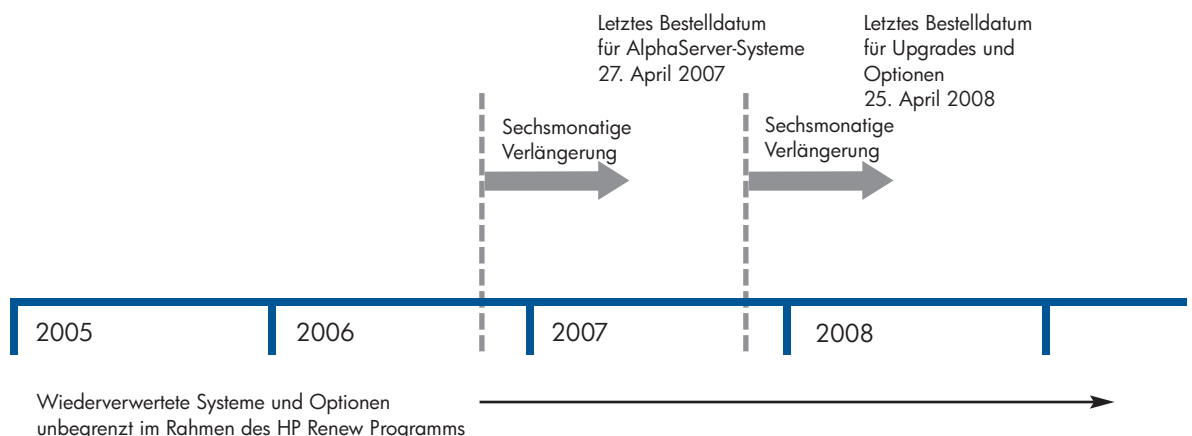 Letztes Bestelldatum
für AlphaServer-Systeme
27. April 2007
Letztes Bestelldatum
für Upgrades und
Optionen
25. April 2008
Sechsmonatige
Verlängerung
Sechsmonatige
Verlängerung
2005
2006
2007
2008
Wiederverwertete Systeme und Optionen
unbegrenzt im Rahmen des HP Renew Programms